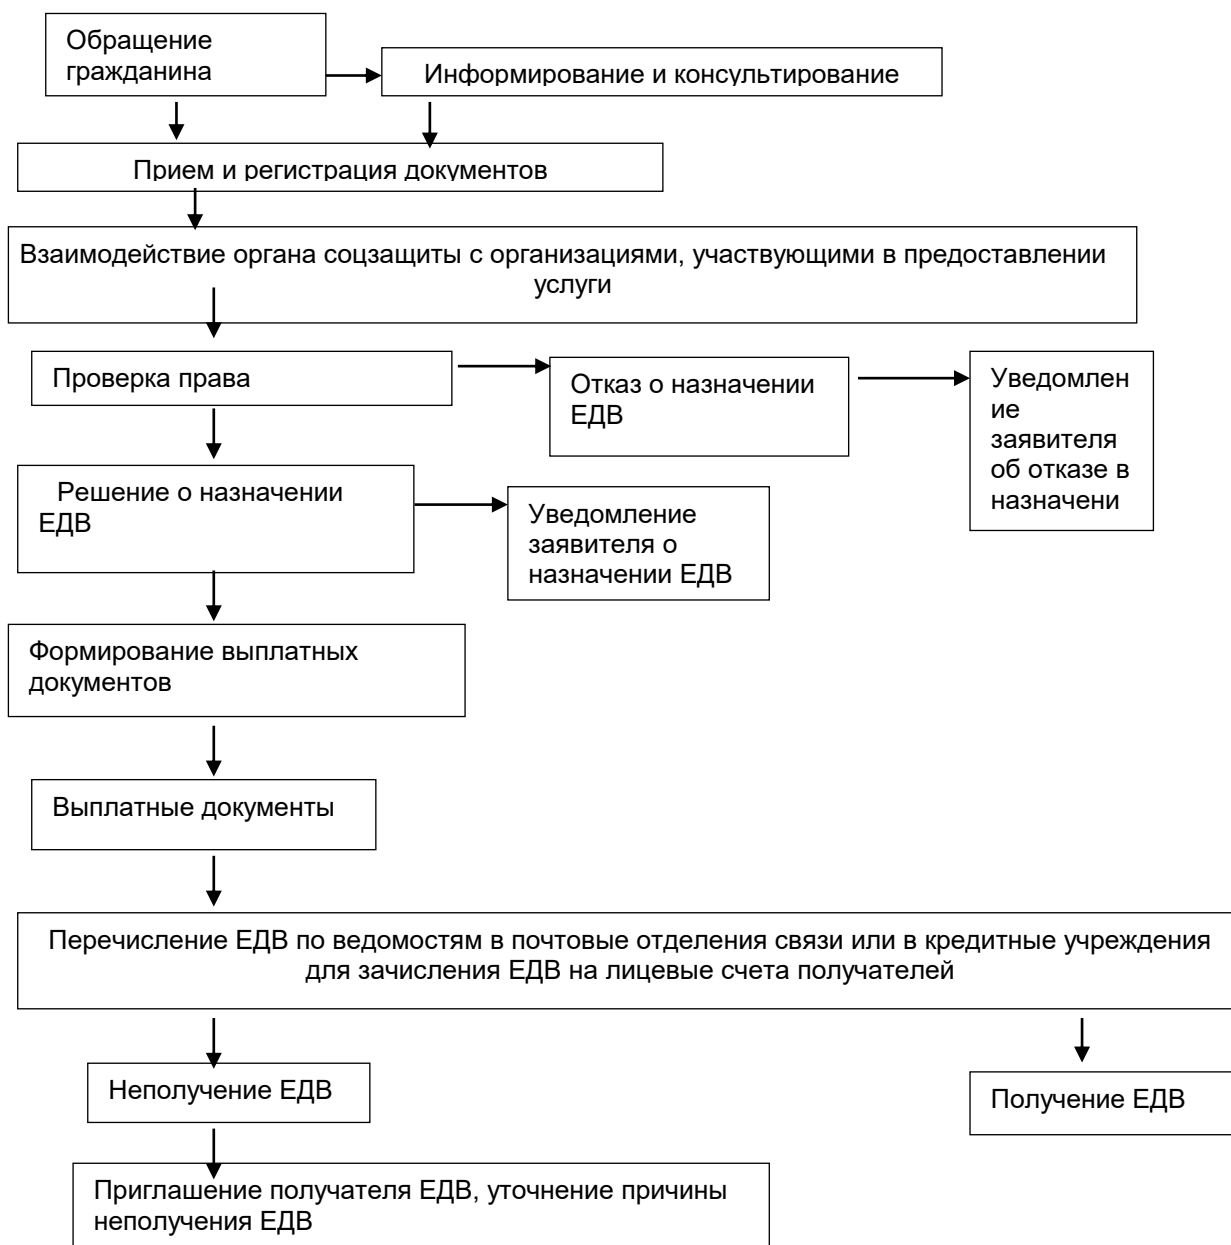 Обращение
гражданина
Информирование и консультирование
Прием и регистрация документов
Взаимодействие органа соцзащиты с организациями, участвующими в предоставлении
услуги
Проверка права
Отказ о назначении
ЕДВ
Уведомлен
ие
заявителя
об отказе в
назначени
Решение о назначении
ЕДВ
Уведомление
заявителя о
назначении ЕДВ
Формирование выплатных
документов
Выплатные документы
Перечисление ЕДВ по ведомостям в почтовые отделения связи или в кредитные учреждения
для зачисления ЕДВ на лицевые счета получателей
Неполучение ЕДВ
Получение ЕДВ
Приглашение получателя ЕДВ, уточнение причины
неполучения ЕДВ